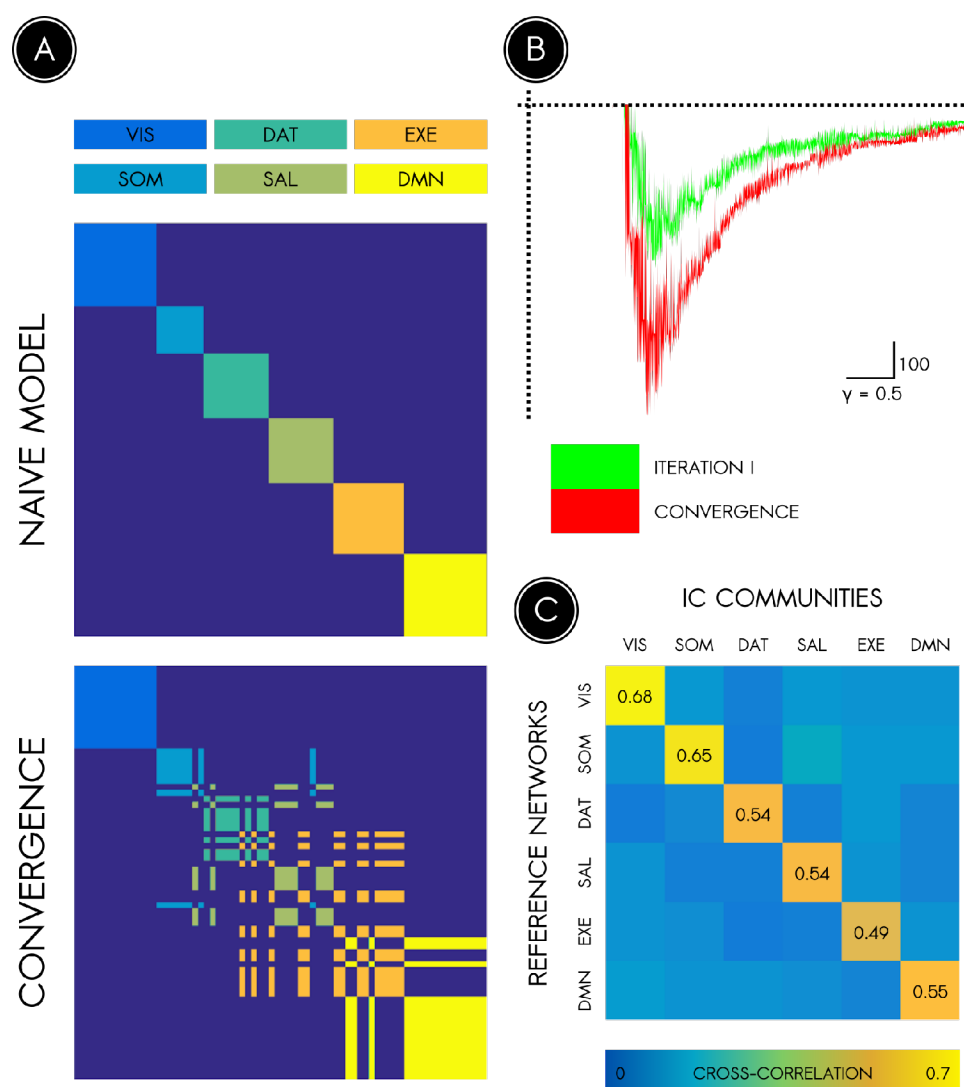 A
VIS DAT EXE
SOM SAL DMN
NAIVE MODEL
CONVERGENCE
B
100
γ = 0.5
ITERATION I
CONVERGENCE
C
IC COMMUNITIES
VIS SOM DAT SAL EXE DMN
REFERENCE NETWORKS
VIS 0.68
SOM 0.65
DAT 0.54
SAL 0.54
EXE 0.49
DMN 0.55
0 CROSS-CORRELATION 0.7